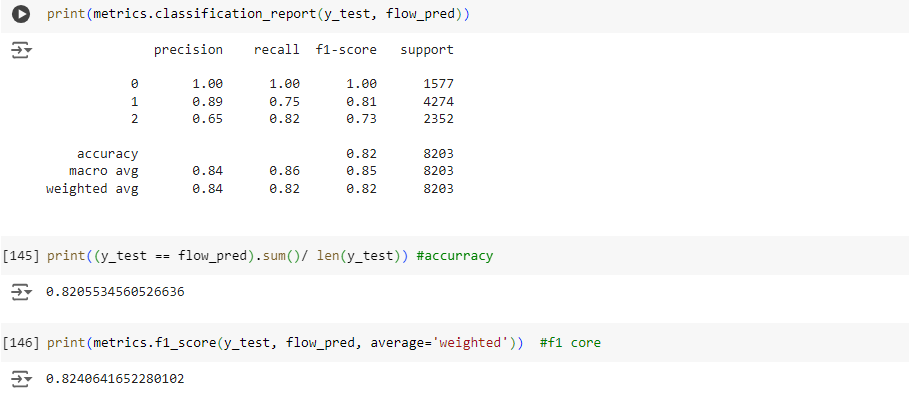 print(metrics.classification_report(y_test, flow_pred))
precision recall f1-score support
0 1.00 1.00 1.00 1577
1 0.89 0.75 0.81 4274
2 0.65 0.82 0.73 2352
accuracy 0.82 8203
macro avg 0.84 0.86 0.85 8203
weighted avg 0.84 0.82 0.82 8203
[145] print((y_test == flow_pred).sum()/ len(y_test)) #accurracy
0.8205534560526636
[146] print(metrics.f1_score(y_test, flow_pred, average='weighted')) #f1 core
0.8240641652280102